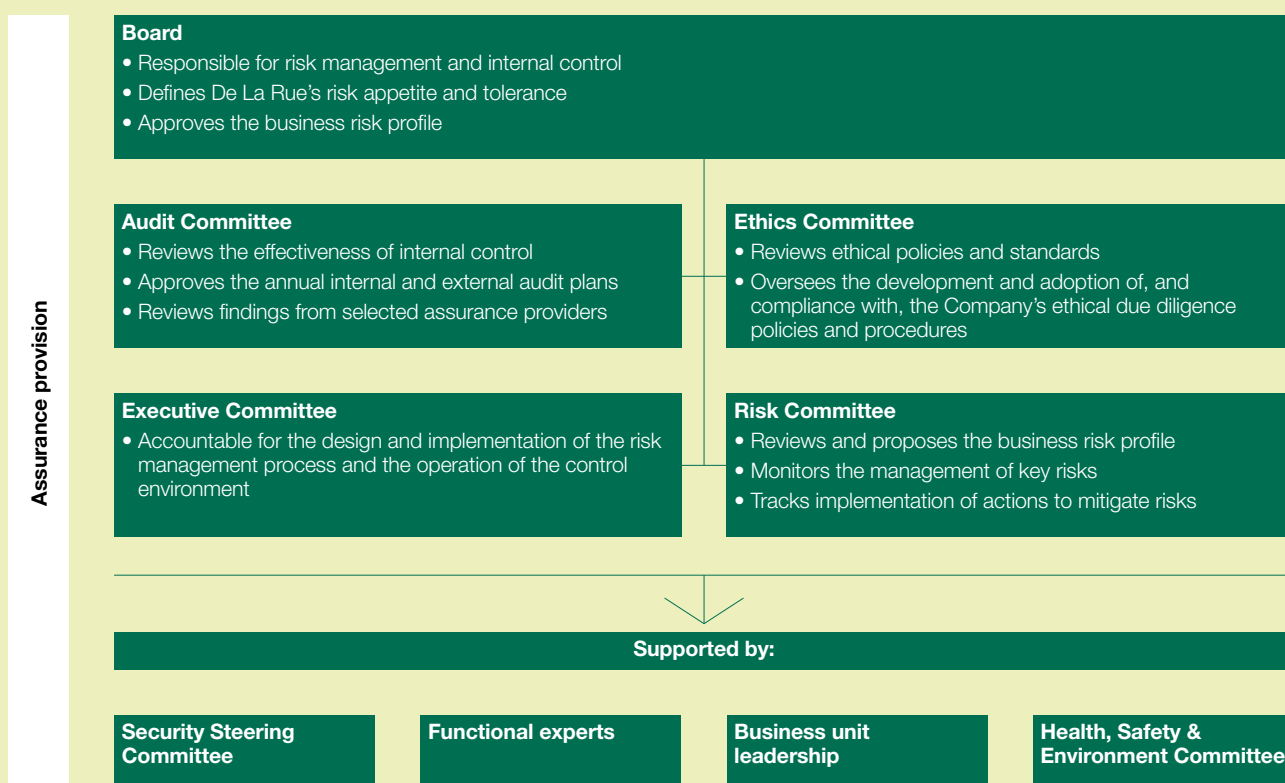 Assurance provision
Board
• Responsible for risk management and internal control
• Defines De La Rue’s risk appetite and tolerance
• Approves the business risk profile
Audit Committee
• Reviews the effectiveness of internal control
• Approves the annual internal and external audit plans
• Reviews findings from selected assurance providers
Ethics Committee
• Reviews ethical policies and standards
• Oversees the development and adoption of, and
compliance with, the Company’s ethical due diligence
policies and procedures
Executive Committee
• Accountable for the design and implementation of the risk
management process and the operation of the control
environment
Risk Committee
• Reviews and proposes the business risk profile
• Monitors the management of key risks
• Tracks implementation of actions to mitigate risks
Supported by:
Security Steering
Committee
Functional experts
Business unit
leadership
Health, Safety &
Environment Committee